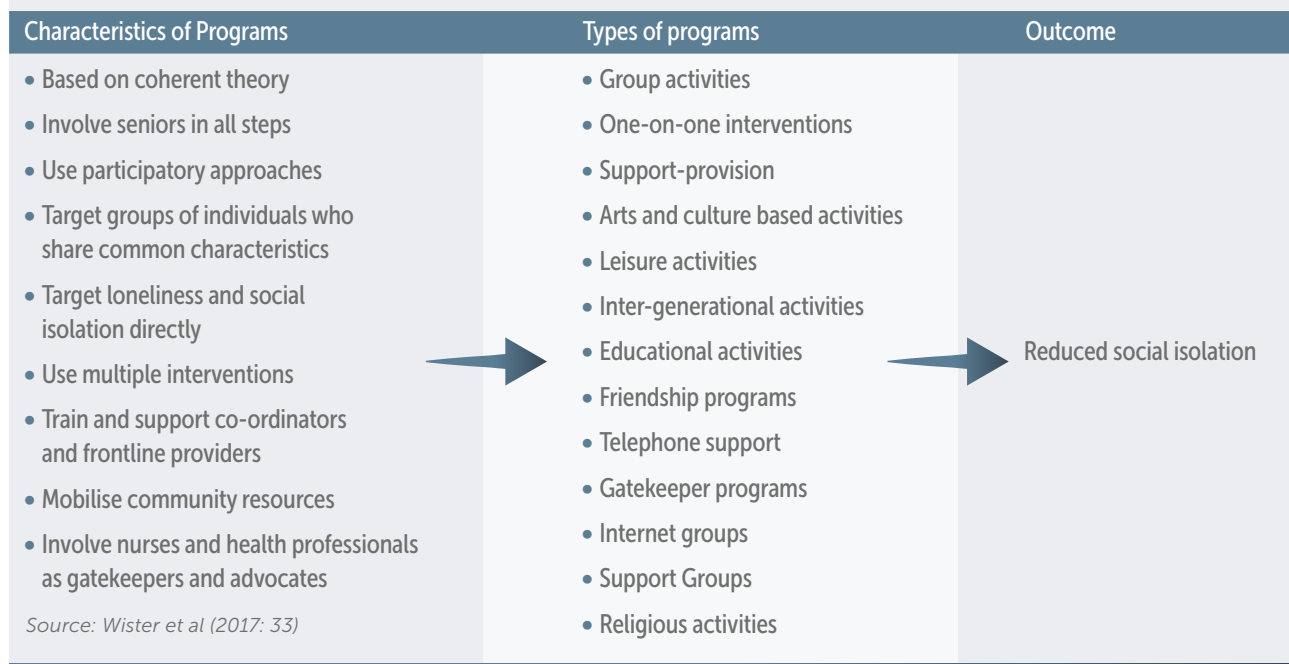 Characteristics of Programs
• Based on coherent theory
• Involve seniors in all steps
• Use participatory approaches
• Target groups of individuals who
share common characteristics
• Target loneliness and social
isolation directly
• Use multiple interventions
• Train and support co-ordinators
and frontline providers
• Mobilise community resources
• Involve nurses and health professionals
as gatekeepers and advocates
Source: Wister et al (2017: 33)
Types of programs
• Group activities
• One-on-one interventions
• Support-provision
• Arts and culture based activities
• Leisure activities
• Inter-generational activities
• Educational activities
• Friendship programs
• Telephone support
• Gatekeeper programs
• Internet groups
• Support Groups
• Religious activities
Outcome
Reduced social isolation